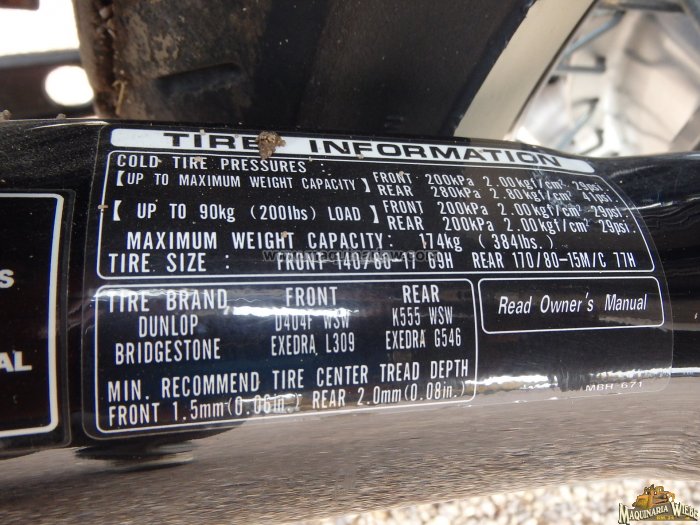 TIRE INFORMATION
COLD TIRE PRESSURES
[UP TO MAXIMUM WEIGHT CAPACITY] FRONT 200kPa 2.00kgf/cm² 29psi.
REAR 280kPa 2.80kgf/cm² 41psi.
[UP TO 90kg (200lbs) LOAD] FRONT 200kPa 2.00kgf/cm² 29psi.
REAR 200kPa 2.00kgf/cm² 29psi.
MAXIMUM WEIGHT CAPACITY: 174kg (384lbs.)
TIRE SIZE : FRONT 140/80-17 69H REAR 170/80-15M/C 77H
TIRE BRAND FRONT REAR
DUNLOP D404F WSW K555 WSW
BRIDGESTONE EXEDRA L309 EXEDRA G546
MIN. RECOMMEND TIRE CENTER TREAD DEPTH
FRONT 1.5mm(0.06in.) REAR 2.0mm(0.08in.)
Read Owner's Manual
MBH 671
S
AL
MAQUINARIA WIEBE